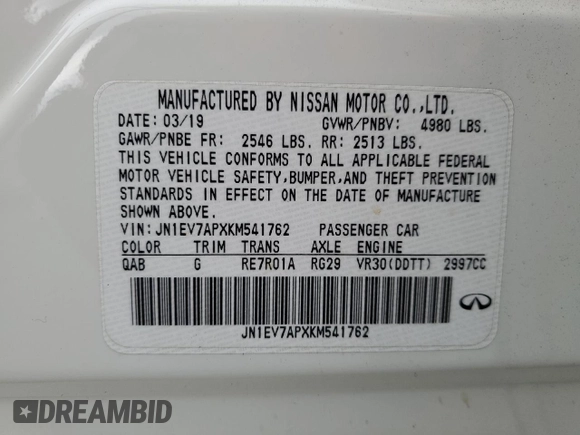 MANUFACTURED BY NISSAN MOTOR CO.,LTD.
DATE: 03/19 GVWR/PNBV: 4980 LBS.
GAWR/PNBE FR: 2546 LBS. RR: 2513 LBS.
THIS VEHICLE CONFORMS TO ALL APPLICABLE FEDERAL
MOTOR VEHICLE SAFETY,BUMPER,AND THEFT PREVENTION
STANDARDS IN EFFECT ON THE DATE OF MANUFACTURE
SHOWN ABOVE.
VIN: JN1EV7APXKM541762 PASSENGER CAR
COLOR TRIM TRANS AXLE ENGINE
QAB G RE7R01A RG29 VR30(DDTT) 2997CC
JN1EV7APXKM541762
DREAMBID